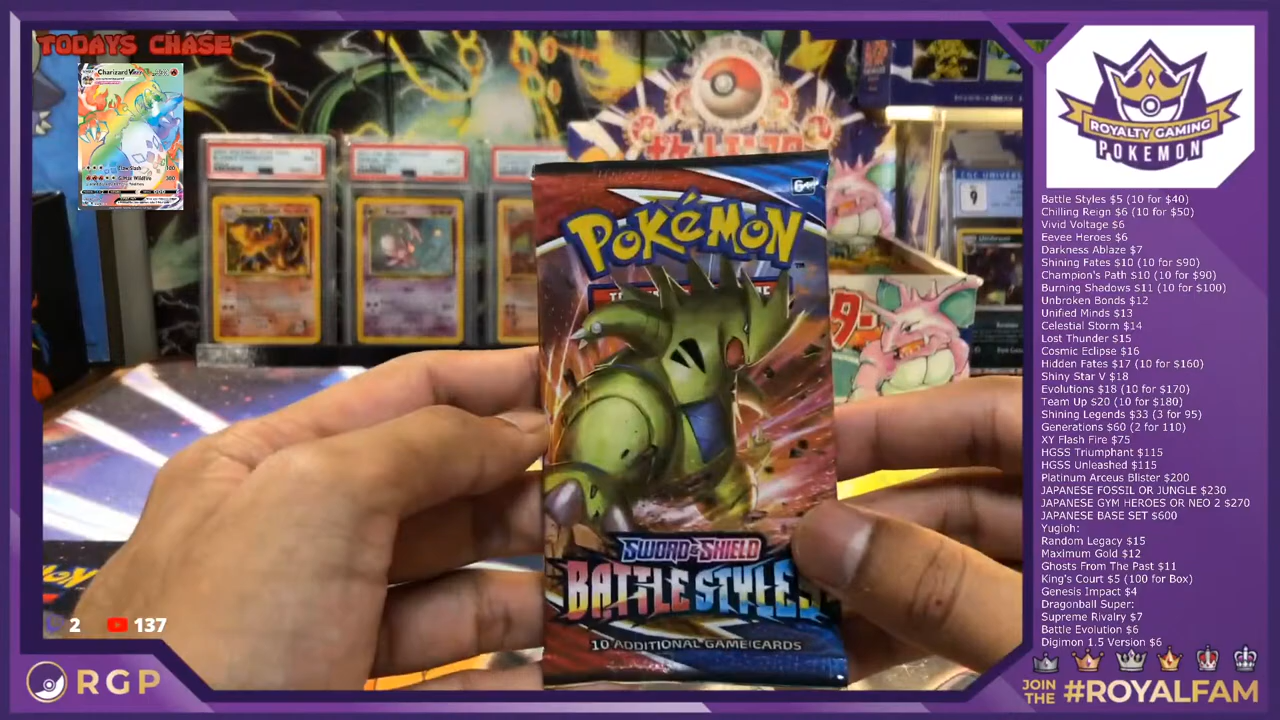 TODAYS CHASE
Charizard
Claw Slash 100
G-Max Wildfire 300
POKéMON
SWORD & SHIELD
BATTLE STYLES
10 ADDITIONAL GAME CARDS
2
137
RGP
ROYALTY GAMING
POKEMON
Battle Styles $5 (10 for $40)
Chilling Reign $6 (10 for $50)
Vivid Voltage $6
Eevee Heroes $6
Darkness Ablaze $7
Shining Fates $10 (10 for $90)
Champion's Path $10 (10 for $90)
Burning Shadows $11 (10 for $100)
Unbroken Bonds $12
Unified Minds $13
Celestial Storm $14
Lost Thunder $15
Cosmic Eclipse $16
Hidden Fates $17 (10 for $160)
Shiny Star V $18
Evolutions $18 (10 for $170)
Team Up $20 (10 for $180)
Shining Legends $33 (3 for 95)
Generations $60 (2 for 110)
XY Flash Fire $75
HGSS Triumphant $115
HGSS Unleashed $115
Platinum Arceus Blister $200
JAPANESE FOSSIL OR JUNGLE $230
JAPANESE GYM HEROES OR NEO 2 $270
JAPANESE BASE SET $600
Yugioh:
Random Legacy $15
Maximum Gold $12
Ghosts From The Past $11
King's Court $5 (100 for Box)
Genesis Impact $4
Dragonball Super:
Supreme Rivalry $7
Battle Evolution $6
Digimon 1.5 Version $6
JOIN
THE #ROYALFAM